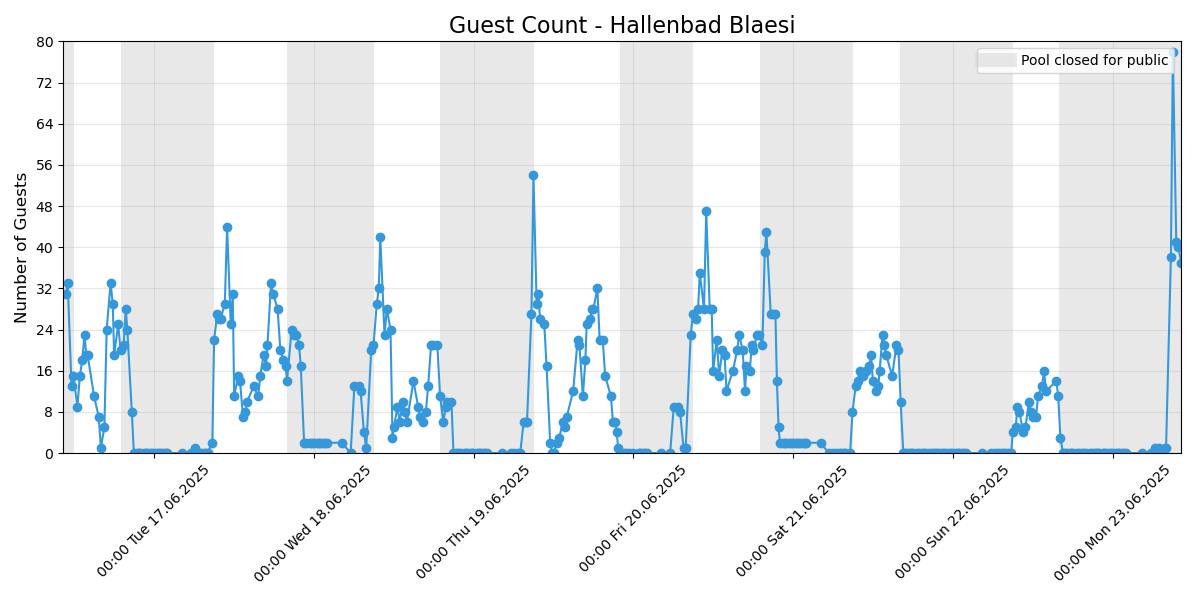 Guest Count - Hallenbad Blaesi
Pool closed for public
Number of Guests
80
72
64
56
48
40
32
24
16
8
0
00:00 Tue 17.06.2025
00:00 Wed 18.06.2025
00:00 Thu 19.06.2025
00:00 Fri 20.06.2025
00:00 Sat 21.06.2025
00:00 Sun 22.06.2025
00:00 Mon 23.06.2025